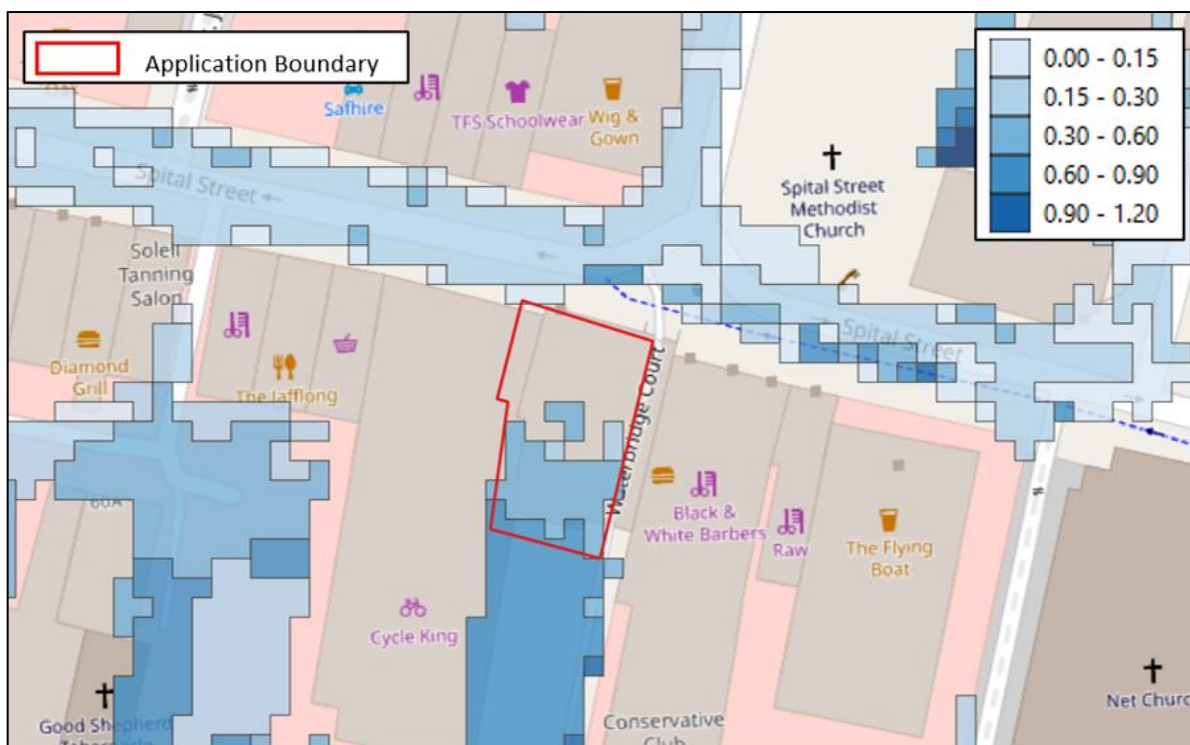 Application Boundary
0.00 - 0.15
0.15 - 0.30
0.30 - 0.60
0.60 - 0.90
0.90 - 1.20
Safhire
TFS Schoolwear
Wig &
Gown
Spital Street
Spital Street
Methodist
Church
Soleil
Tanning
Salon
Spital Street
Diamond
Grill
The Jafflong
Waterbridge Court
60A
Black &
White Barbers
Raw
The Flying
Boat
Cycle King
Good Shepherd
Tabernacle
Conservative
Club
Net Church